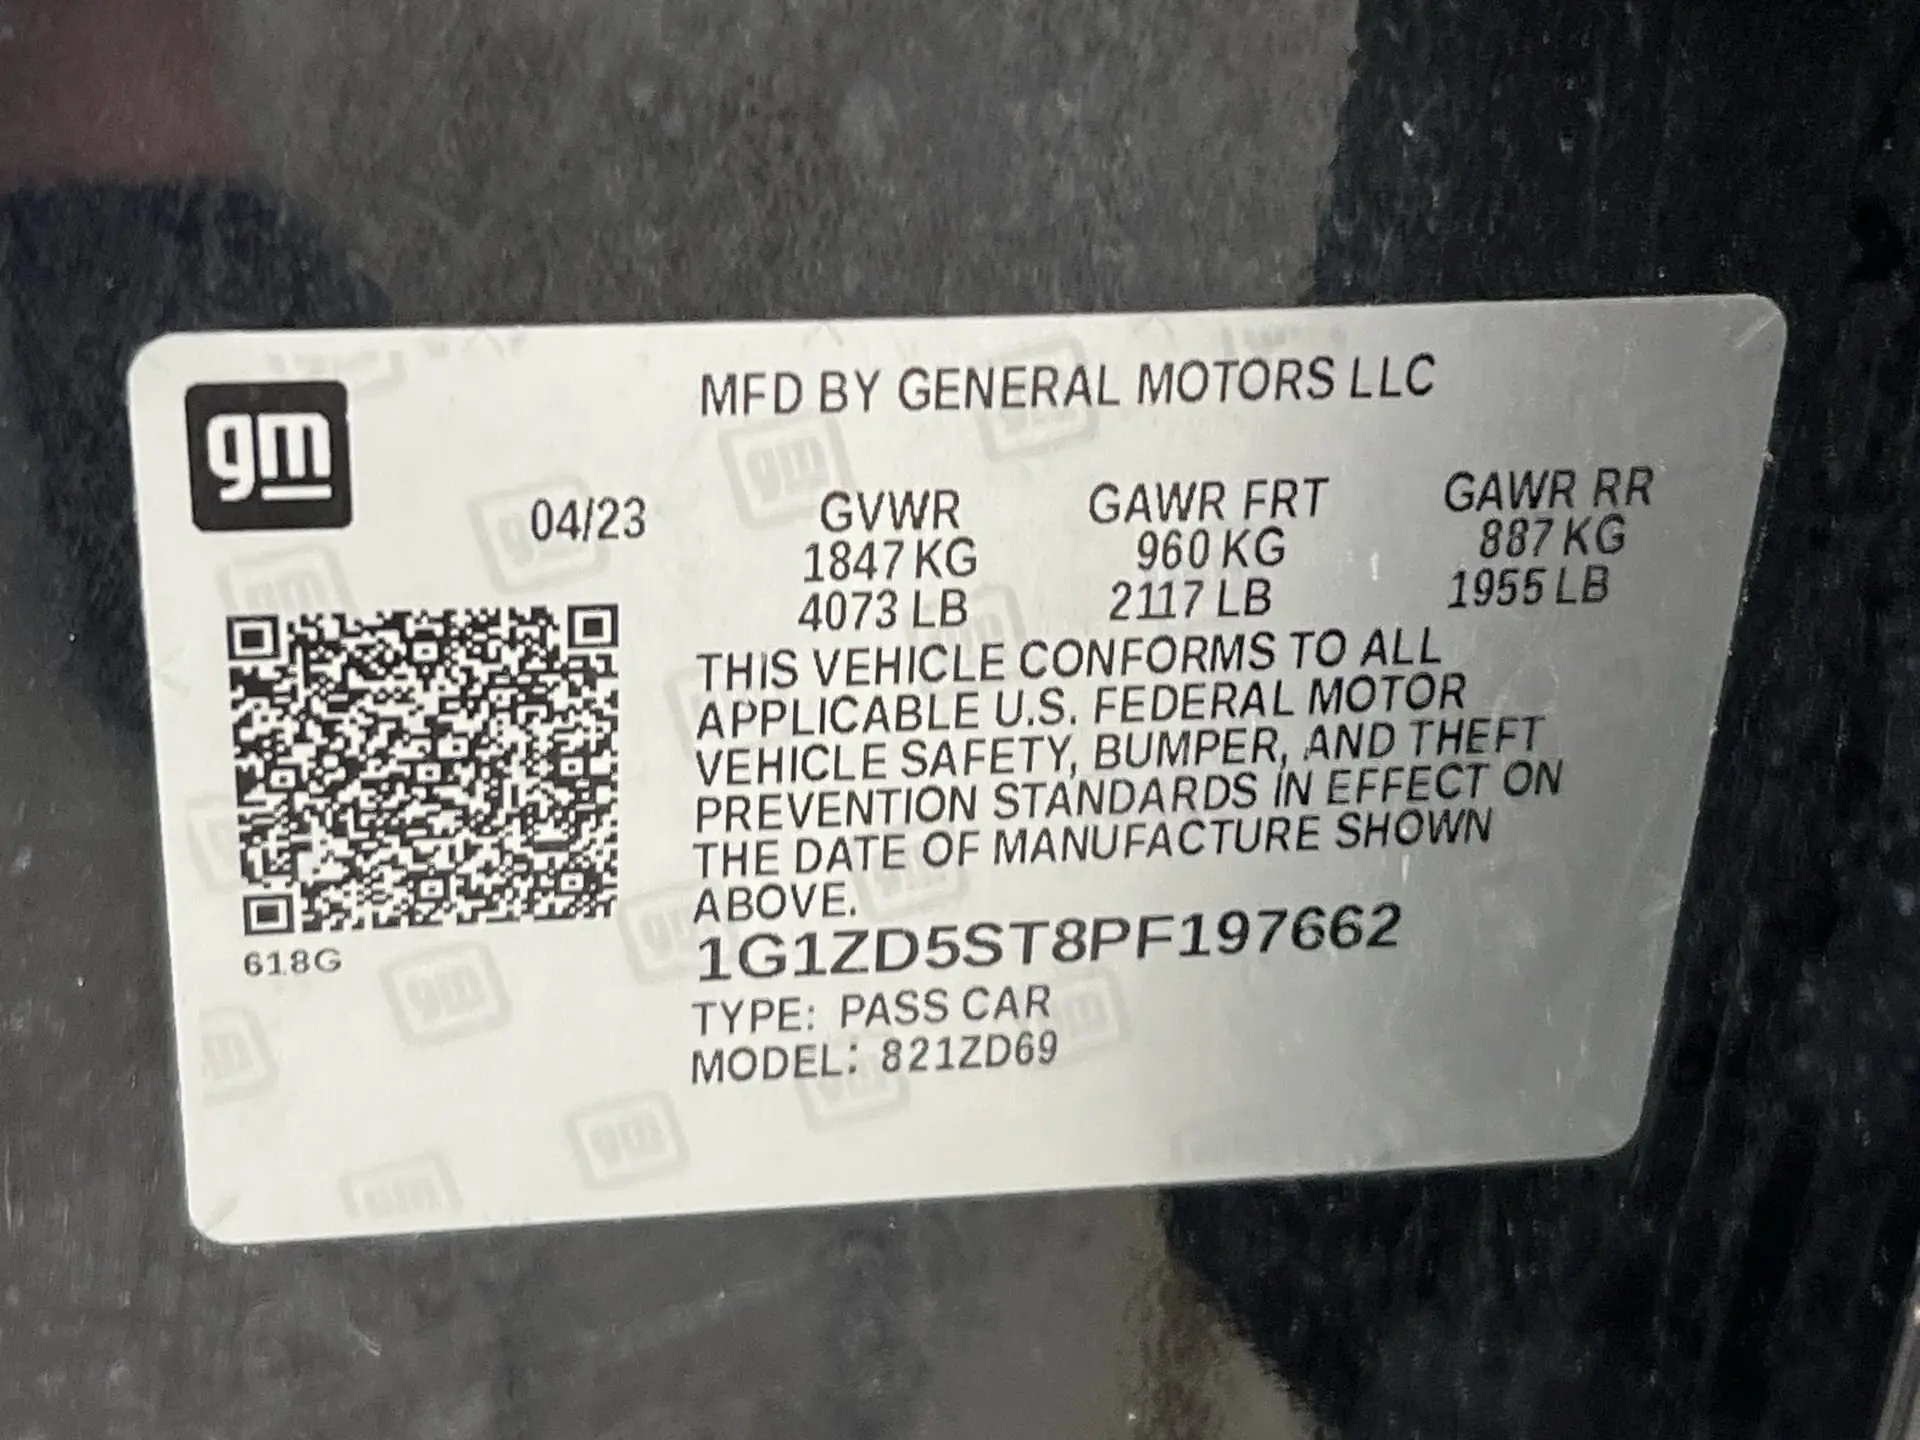 gm
MFD BY GENERAL MOTORS LLC
04/23
GVWR GAWR FRT GAWR RR
1847 KG 960 KG 887 KG
4073 LB 2117 LB 1955 LB
THIS VEHICLE CONFORMS TO ALL
APPLICABLE U.S. FEDERAL MOTOR
VEHICLE SAFETY, BUMPER, AND THEFT
PREVENTION STANDARDS IN EFFECT ON
THE DATE OF MANUFACTURE SHOWN
ABOVE.
1G1ZD5ST8PF197662
TYPE: PASS CAR
MODEL: 821ZD69
618G